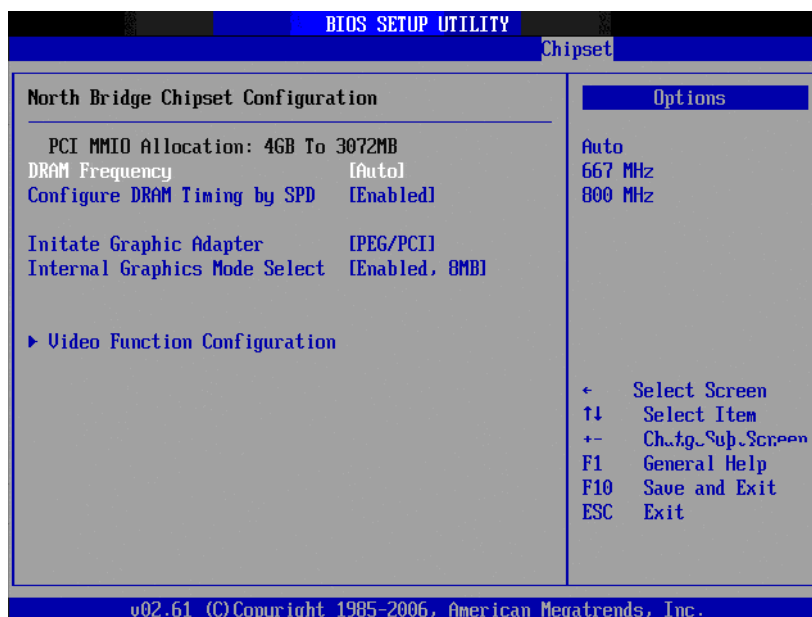 BIOS SETUP UTILITY
Chipset
North Bridge Chipset Configuration
PCI MMIO Allocation: 4GB To 3072MB
DRAM Frequency [Auto]
Configure DRAM Timing by SPD [Enabled]
Initate Graphic Adapter [PEG/PCI]
Internal Graphics Mode Select [Enabled, 8MB]
▶ Video Function Configuration
Options
Auto
667 MHz
800 MHz
← Select Screen
↑↓ Select Item
+-
F1 General Help
F10 Save and Exit
ESC Exit
v02.61 (C)Copyright 1985-2006, American Megatrends, Inc.